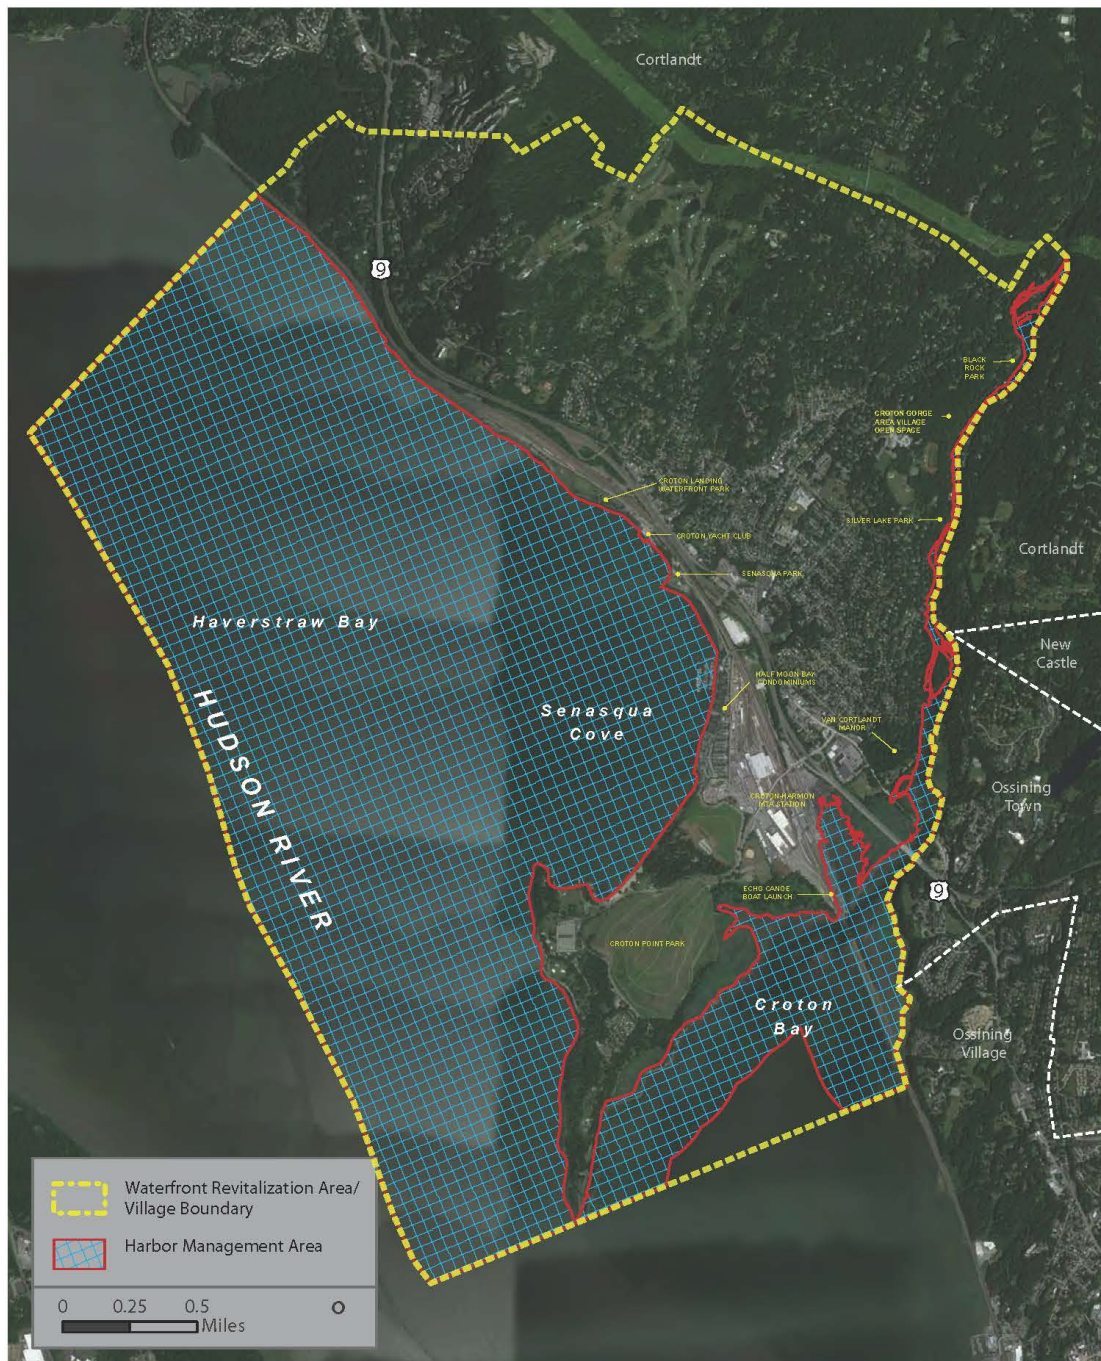 Cortlandt
9
BLACK
ROCK
PARK
CROTON GORGE
AREA VILLAGE
OPEN SPACE
CROTON LANDING
WATERFRONT PARK
CROTON YACHT CLUB
SILVER LAKE PARK
Cortlandt
SENASQUA PARK
Haverstraw Bay
New
Castle
HALF MOON BAY
CONDOMINIUMS
HUDSON RIVER
Senasqua
Cove
VAN CORTLANDT
MANOR
CROTON-HARMON
MTA STATION
Ossining
Town
ECHO CANOE
BOAT LAUNCH
9
CROTON POINT PARK
Croton
Bay
Ossining
Village
Waterfront Revitalization Area/
Village Boundary
Harbor Management Area
0 0.25 0.5
Miles